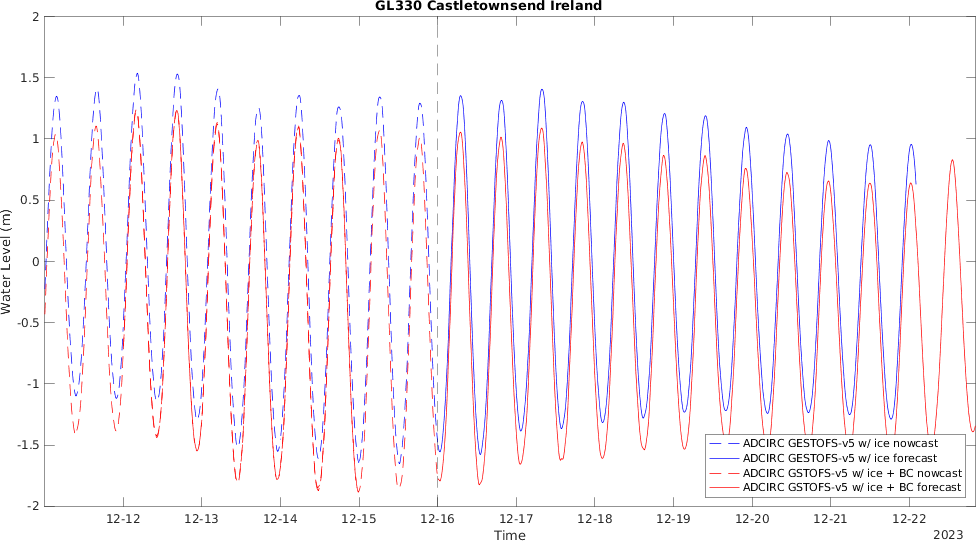 GL330 Castletownsend Ireland
2
1.5
1
0.5
0
-0.5
-1
-1.5
-2
Water Level (m)
ADCIRC GESTOFS-v5 w/ ice nowcast
ADCIRC GESTOFS-v5 w/ ice forecast
ADCIRC GSTOFS-v5 w/ ice + BC nowcast
ADCIRC GSTOFS-v5 w/ ice + BC forecast
12-12 12-13 12-14 12-15 12-16 12-17 12-18 12-19 12-20 12-21 12-22
Time
2023